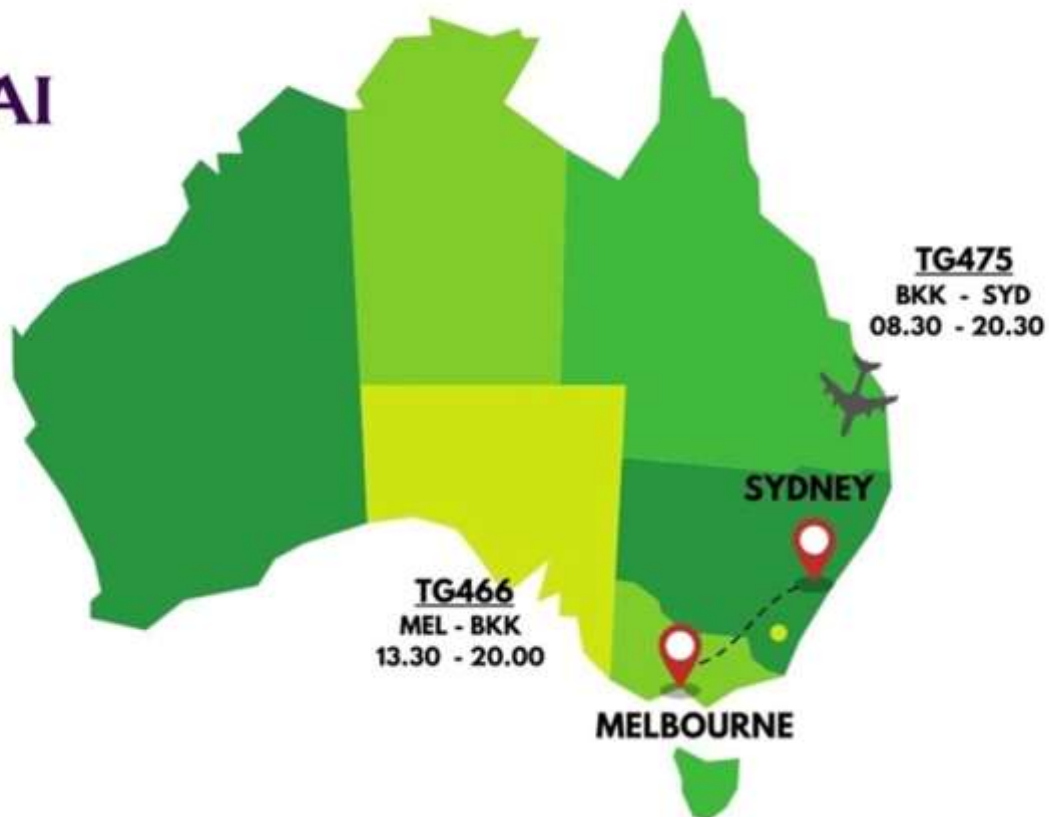 AI
TG475
BKK - SYD
08.30 - 20.30
SYDNEY
TG466
MEL - BKK
13.30 - 20.00
MELBOURNE